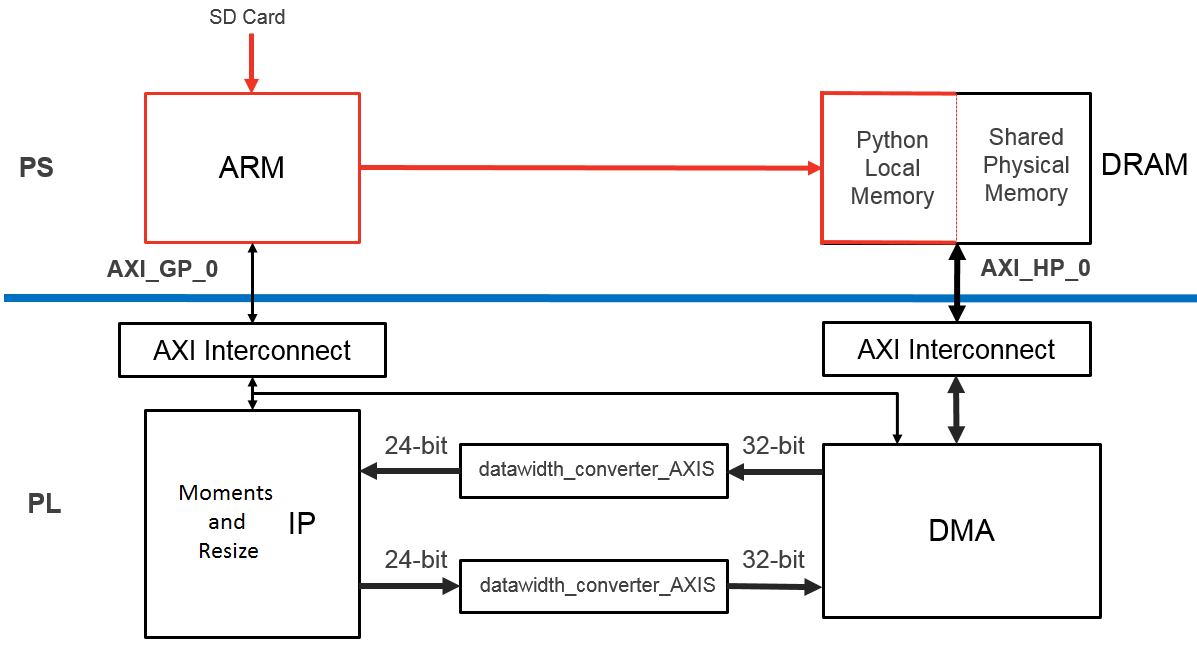 SD Card
PS
ARM
Python
Local
Memory
Shared
Physical
Memory
DRAM
AXI_GP_0
AXI_HP_0
AXI Interconnect
AXI Interconnect
PL
Moments
and
Resize
IP
24-bit
datawidth_converter_AXIS
32-bit
24-bit
datawidth_converter_AXIS
32-bit
DMA